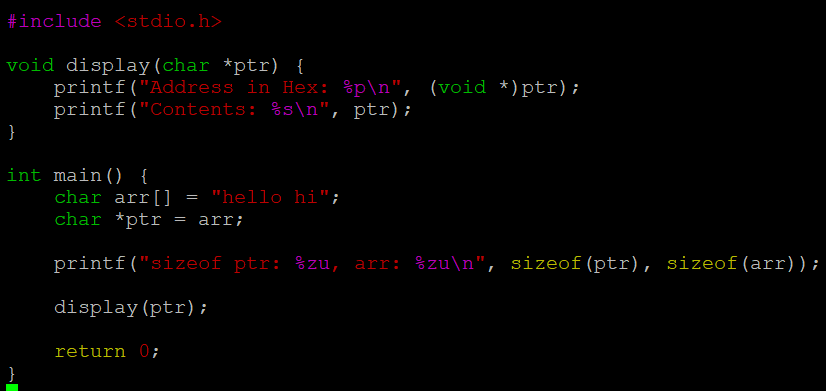 #include <stdio.h>

void display(char *ptr) {
    printf("Address in Hex: %p\n", (void *)ptr);
    printf("Contents: %s\n", ptr);
}

int main() {
    char arr[] = "hello hi";
    char *ptr = arr;

    printf("sizeof ptr: %zu, arr: %zu\n", sizeof(ptr), sizeof(arr));

    display(ptr);

    return 0;
}